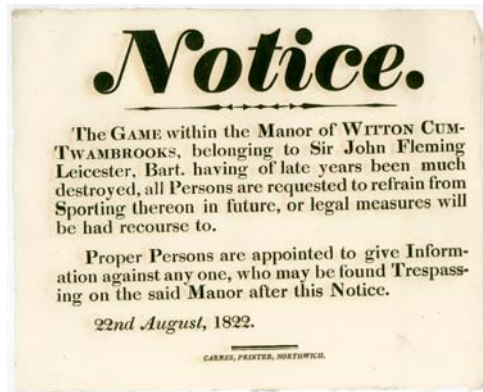 Notice.
The GAME within the Manor of WITTON CUM-
TWAMBROOKS, belonging to Sir John Fleming
Leicester, Bart. having of late years been much
destroyed, all Persons are requested to refrain from
Sporting thereon in future, or legal measures will
be had recourse to.
Proper Persons are appointed to give Inform-
ation against any one, who may be found Trespass-
ing on the said Manor after this Notice.
22nd August, 1822.
CARNES, PRINTER, NORTHWICH.